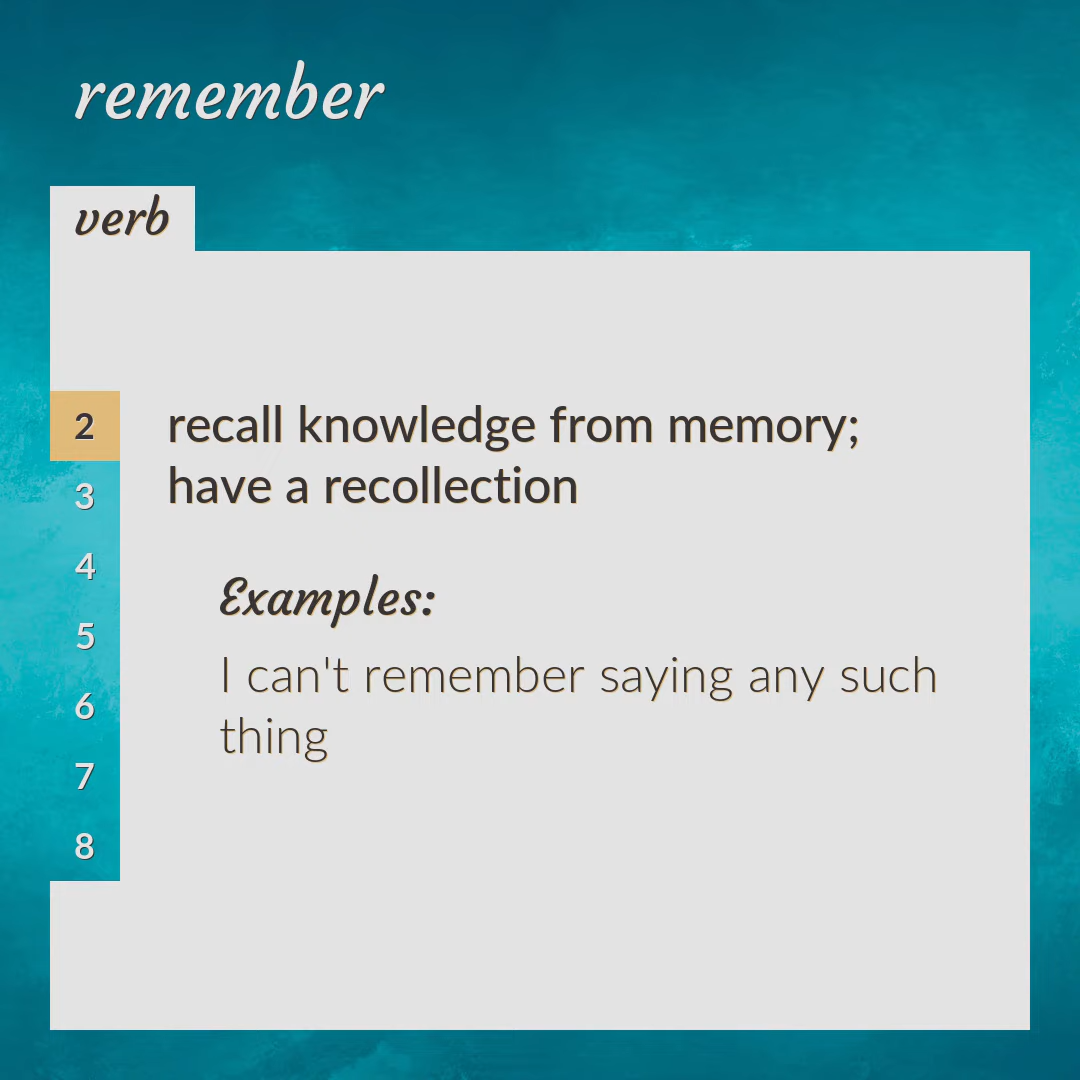 remember
verb
2
recall knowledge from memory;
have a recollection
3
4
Examples:
5
I can't remember saying any such
6
thing
7
8